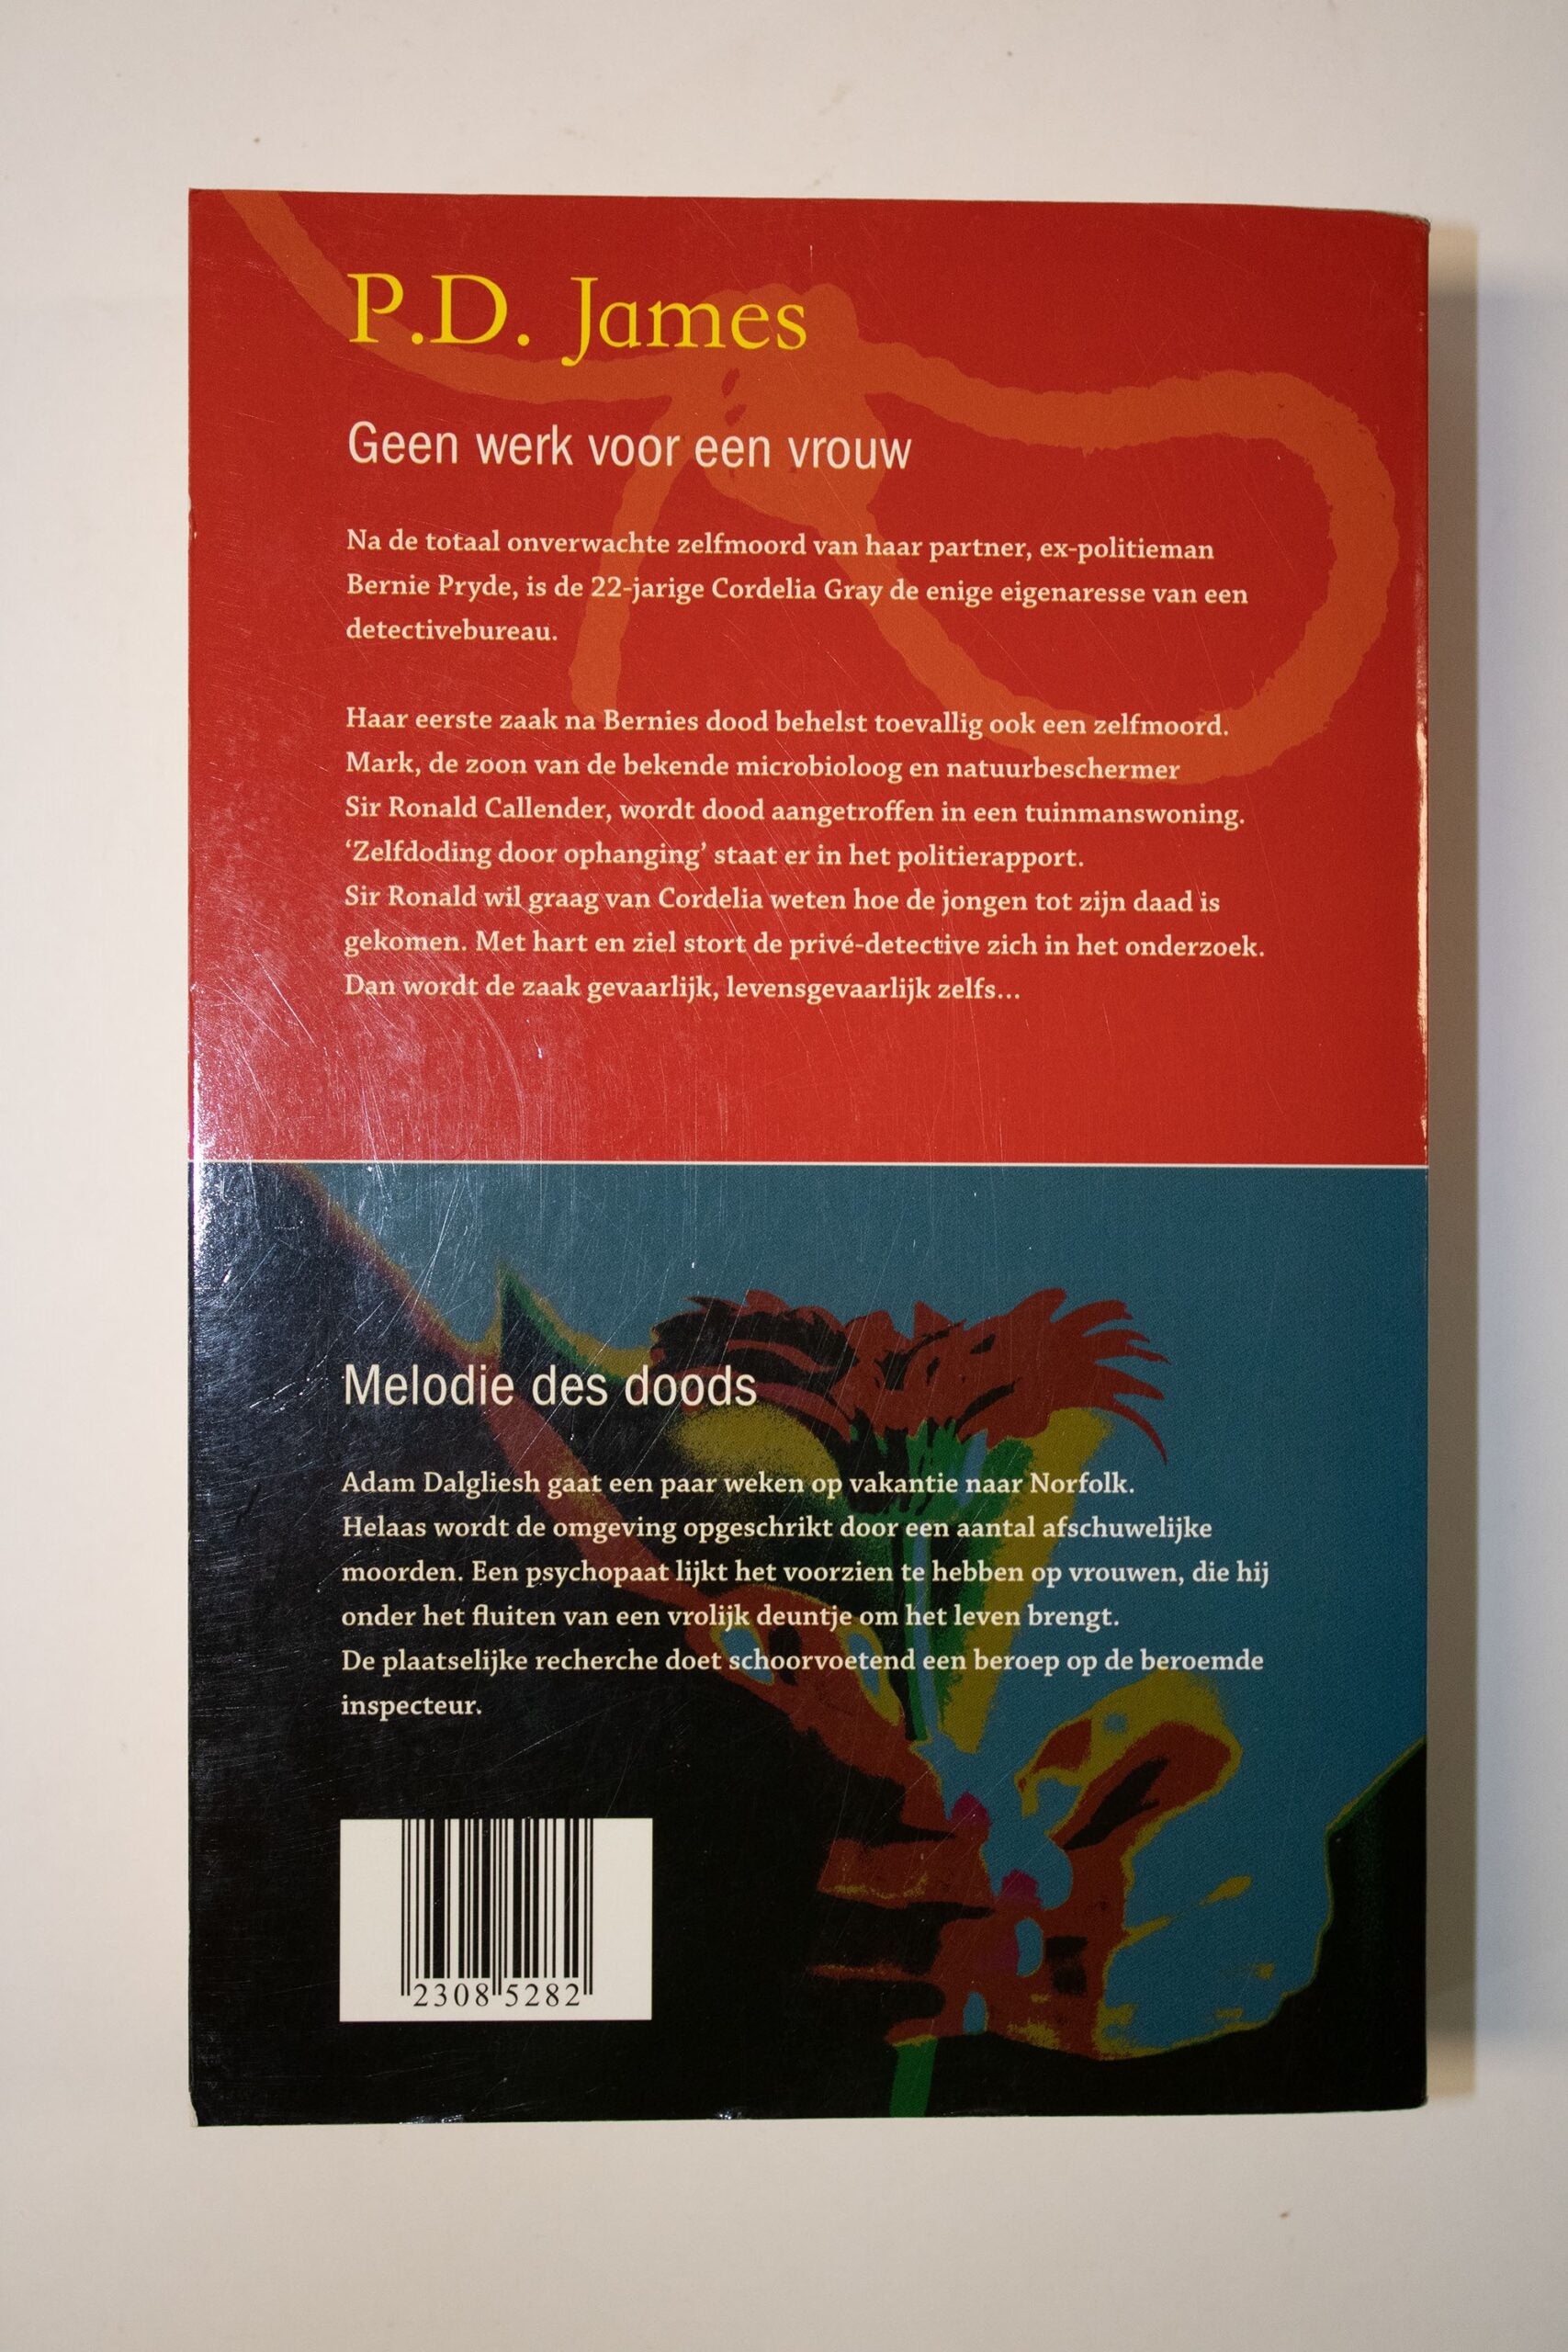 P.D. James
Geen werk voor een vrouw
Na de totaal onverwachte zelfmoord van haar partner, ex-politieman
Bernie Pryde, is de 22-jarige Cordelia Gray de enige eigenaresse van een
detectivebureau.
Haar eerste zaak na Bernies dood behelst toevallig ook een zelfmoord.
Mark, de zoon van de bekende microbioloog en natuurbeschermer
Sir Ronald Callender, wordt dood aangetroffen in een tuinmanswoning.
‘Zelfdoding door ophanging’ staat er in het politierapport.
Sir Ronald wil graag van Cordelia weten hoe de jongen tot zijn daad is
gekomen. Met hart en ziel stort de privé-detective zich in het onderzoek.
Dan wordt de zaak gevaarlijk, levensgevaarlijk zelfs...
Melodie des doods
Adam Dalgliesh gaat een paar weken op vakantie naar Norfolk.
Helaas wordt de omgeving opgeschrikt door een aantal afschuwelijke
moorden. Een psychopaat lijkt het voorzien te hebben op vrouwen, die hij
onder het fluiten van een vrolijk deuntje om het leven brengt.
De plaatselijke recherche doet schoorvoetend een beroep op de beroemde
inspecteur.
2308 5282